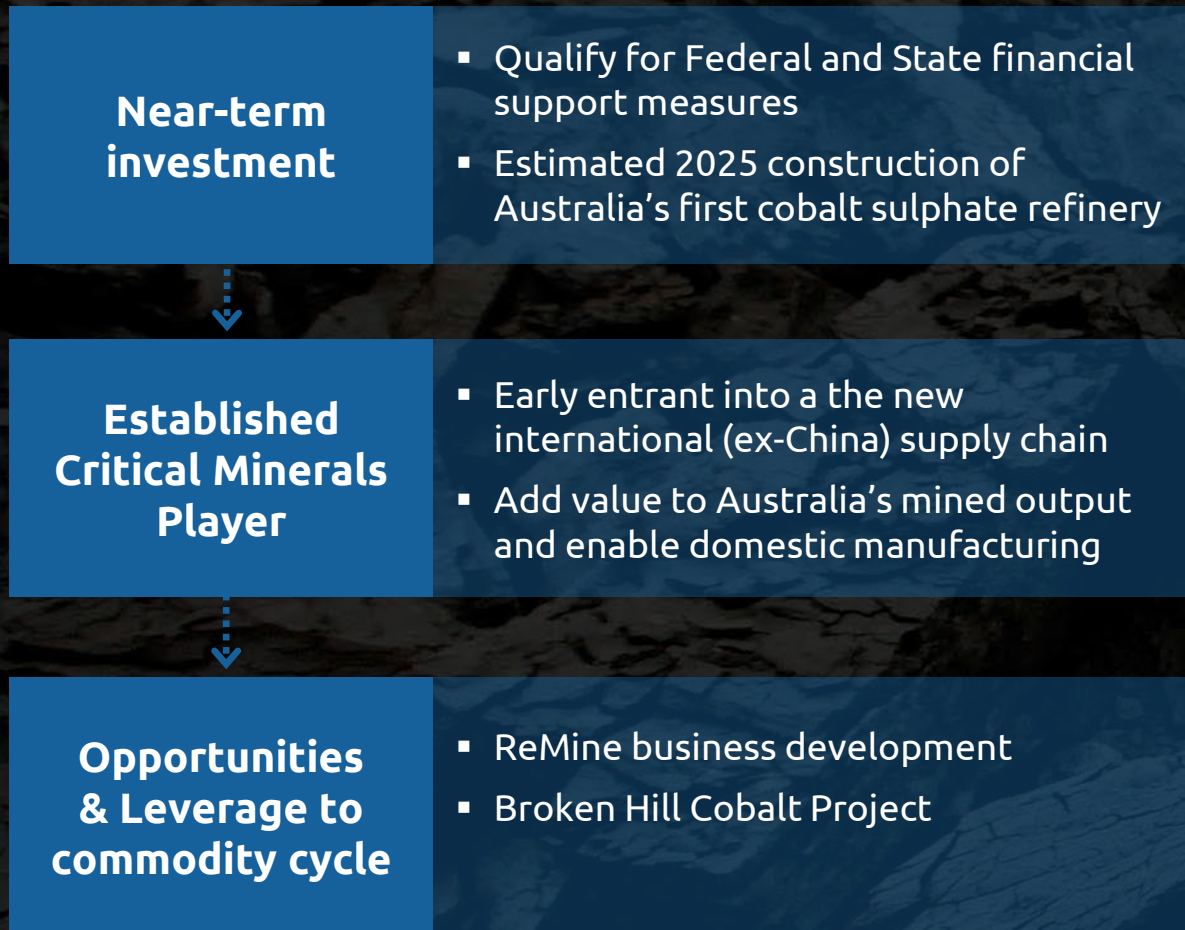 Near-term
investment
▪ Qualify for Federal and State financial
support measures
▪ Estimated 2025 construction of
Australia’s first cobalt sulphate refinery
Established
Critical Minerals
Player
▪ Early entrant into a the new
international (ex-China) supply chain
▪ Add value to Australia’s mined output
and enable domestic manufacturing
Opportunities
& Leverage to
commodity cycle
▪ ReMine business development
▪ Broken Hill Cobalt Project